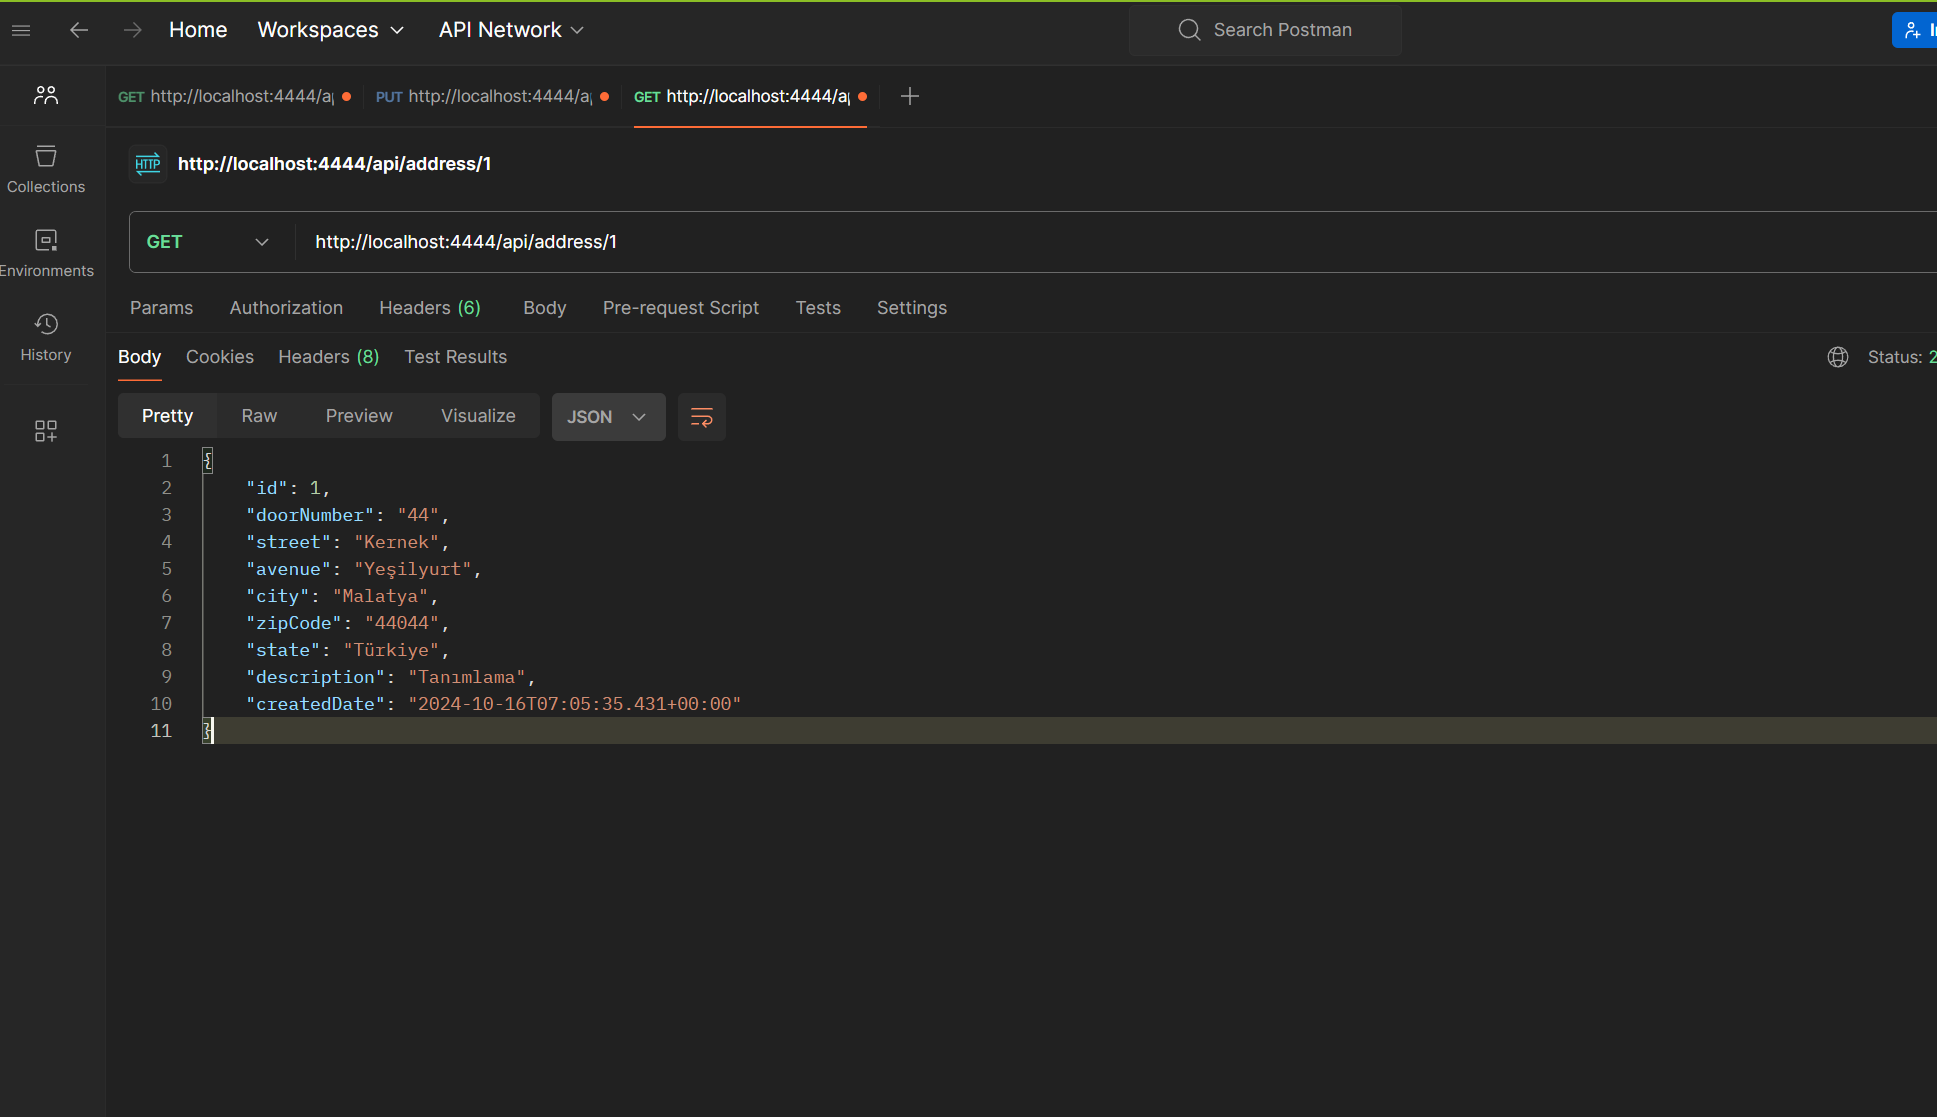 Home Workspaces API Network Search Postman
GET http://localhost:4444/a PUT http://localhost:4444/a GET http://localhost:4444/a
HTTP http://localhost:4444/api/address/1
Collections
GET http://localhost:4444/api/address/1
Environments
Params Authorization Headers (6) Body Pre-request Script Tests Settings
History
Body Cookies Headers (8) Test Results Status: 2
Pretty Raw Preview Visualize JSON
1 {
2 "id": 1,
3 "doorNumber": "44",
4 "street": "Kernek",
5 "avenue": "Yeşilyurt",
6 "city": "Malatya",
7 "zipCode": "44044",
8 "state": "Türkiye",
9 "description": "Tanımlama",
10 "createdDate": "2024-10-16T07:05:35.431+00:00"
11 }